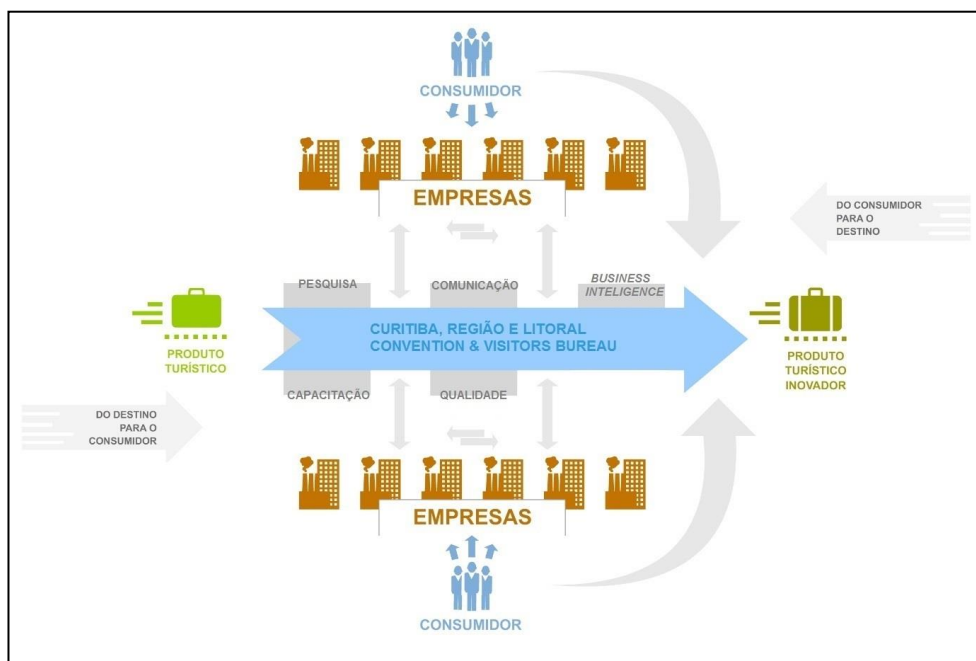 CONSUMIDOR
EMPRESAS
DO CONSUMIDOR
PARA O
DESTINO
PESQUISA
COMUNICAÇÃO
BUSINESS
INTELIGENCE
CURITIBA, REGIÃO E LITORAL
CONVENTION & VISITORS BUREAU
PRODUTO
TURÍSTICO
PRODUTO
TURÍSTICO
INOVADOR
CAPACITAÇÃO
QUALIDADE
DO DESTINO
PARA O
CONSUMIDOR
EMPRESAS
CONSUMIDOR